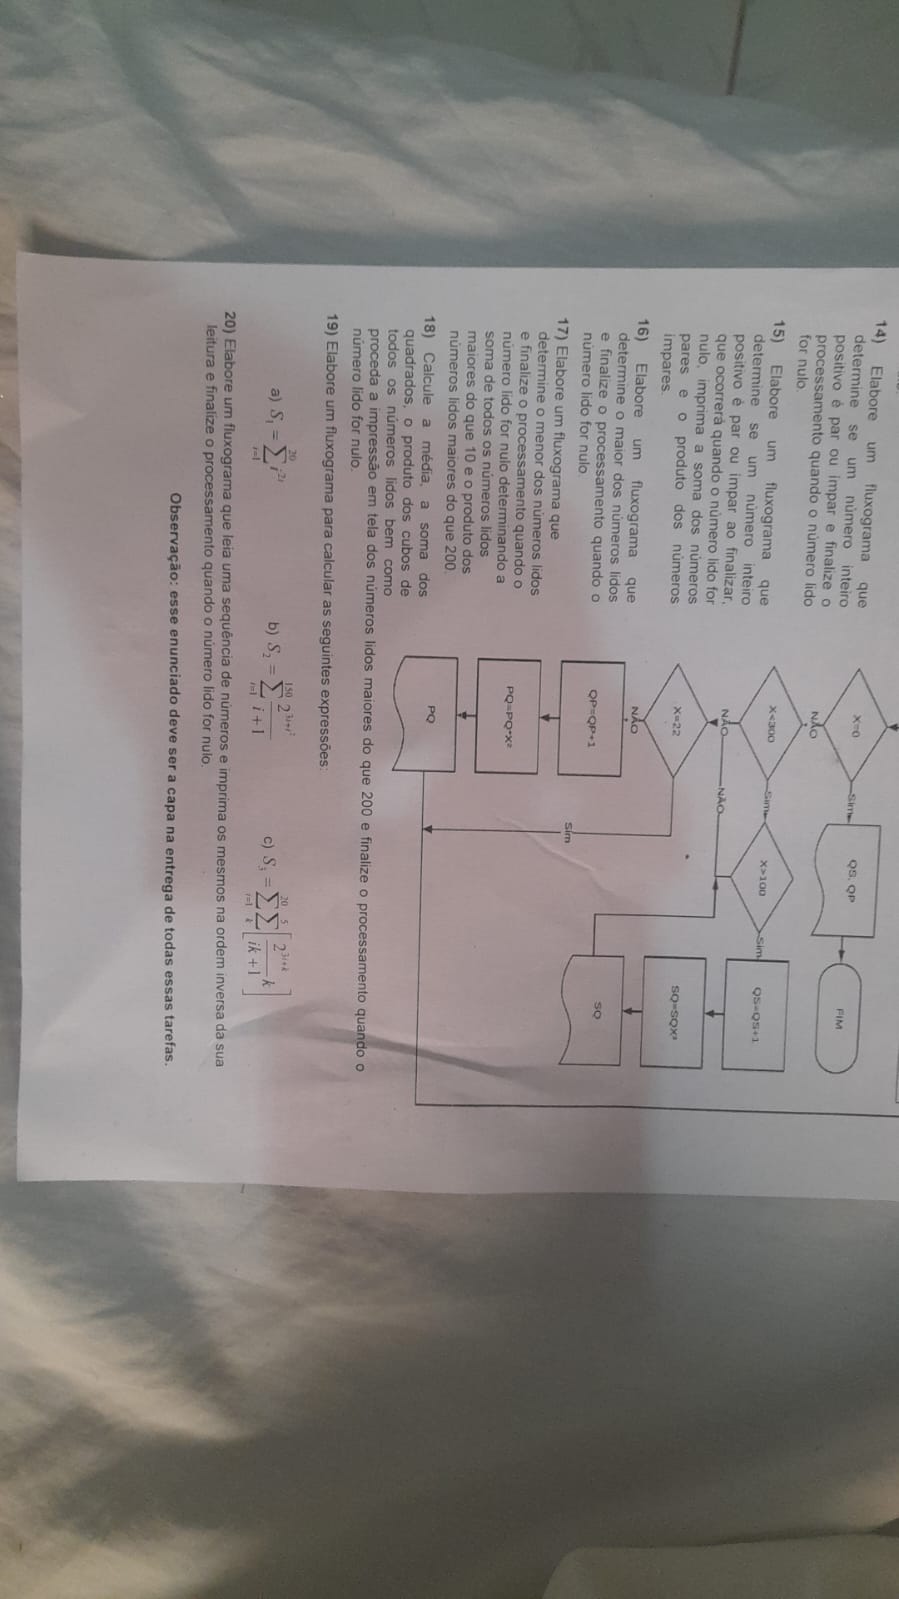 14) Elabore um fluxograma que
determine se um número inteiro
positivo é par ou ímpar e finalize o
processamento quando o número lido
for nulo.
15) Elabore um fluxograma que
determine se um número inteiro
positivo é par ou ímpar ao finalizar,
que ocorrerá quando o número lido for
nulo, imprima a soma dos números
pares e o produto dos números
ímpares.
16) Elabore um fluxograma que
determine o maior dos números lidos
e finalize o processamento quando o
número lido for nulo
17) Elabore um fluxograma que
determine o menor dos números lidos
e finalize o processamento quando o
número lido for nulo determinando a
soma de todos os números lidos
maiores do que 10 e o produto dos
números lidos maiores do que 200.
18) Calcule a média, a soma dos
quadrados, o produto dos cubos de
todos os números lidos bem como
proceda a impressão em tela dos números lidos maiores do que 200 e finalize o processamento quando o
número lido for nulo.
X=0
Sim
QS, QP
FIM
NÃO
X<300
Sim
X>100
Sim
QS=QS+1
NÃO
NÃO
X=22
SQ=SQX²
NÃO
SQ
QP=QP+1
Sim
PQ=PQ*X²
PQ
19) Elabore um fluxograma para calcular as seguintes expressões:
a) S₁ = ∑_{i=1}^{20} i^{2i}
b) S₂ = ∑_{i=1}^{150} 2^{3i+i²} / (i+1)
c) S₃ = ∑_{i=1}^{20} ∑_{k}^{5} [2^{3i+k} / (ik+1) k]
20) Elabore um fluxograma que leia uma sequência de números e imprima os mesmos na ordem inversa da sua
leitura e finalize o processamento quando o número lido for nulo.
Observação: esse enunciado deve ser a capa na entrega de todas essas tarefas.